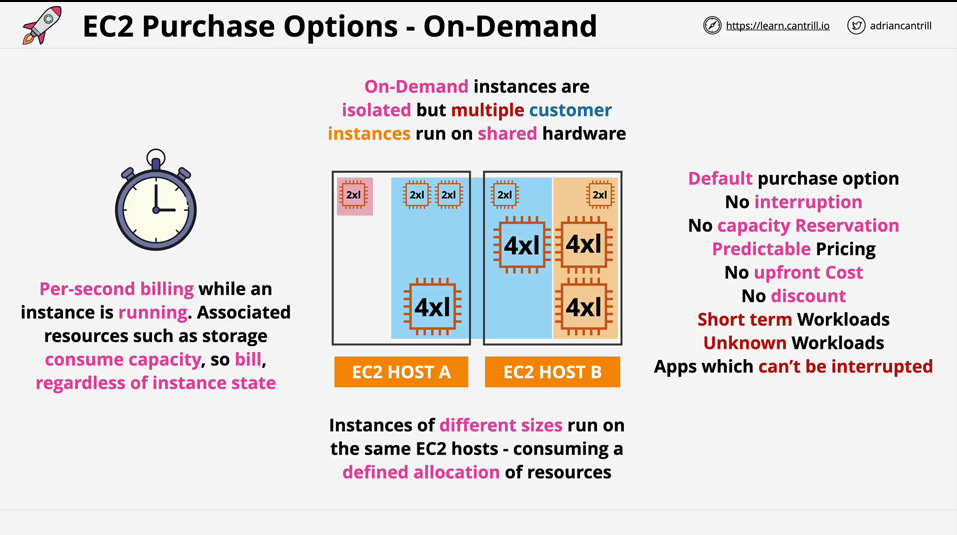 EC2 Purchase Options - On-Demand
https://learn.cantrill.io
adriancantrill
On-Demand instances are
isolated but multiple customer
instances run on shared hardware
Per-second billing while an
instance is running. Associated
resources such as storage
consume capacity, so bill,
regardless of instance state
2xl
2xl
2xl
4xl
2xl
2xl
4xl
4xl
4xl
EC2 HOST A
EC2 HOST B
Instances of different sizes run on
the same EC2 hosts - consuming a
defined allocation of resources
Default purchase option
No interruption
No capacity Reservation
Predictable Pricing
No upfront Cost
No discount
Short term Workloads
Unknown Workloads
Apps which can't be interrupted